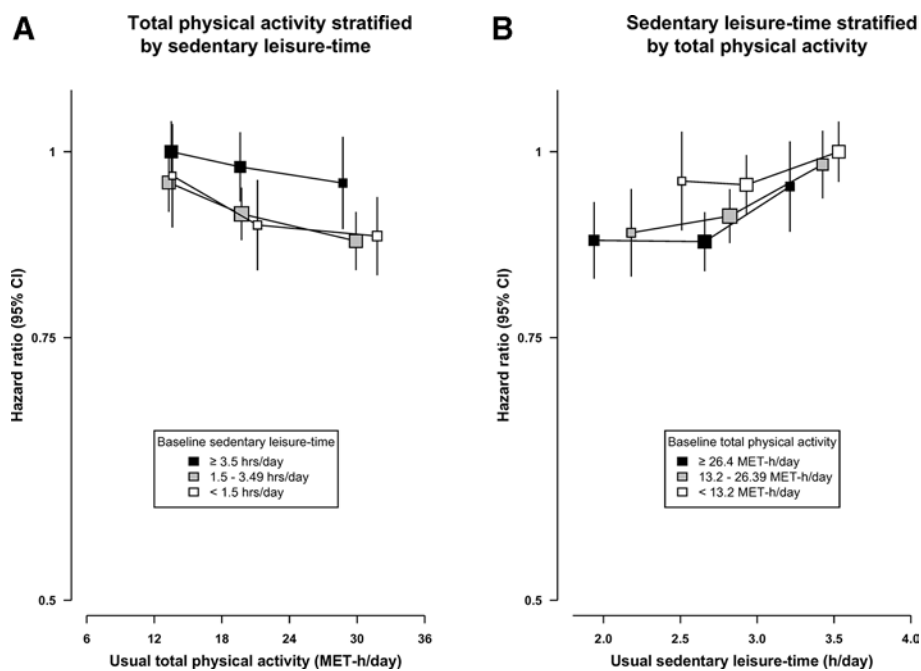 A
Total physical activity stratified
by sedentary leisure-time
Hazard ratio (95% CI)
1
0.75
0.5
Baseline sedentary leisure-time
≥ 3.5 hrs/day
1.5 - 3.49 hrs/day
< 1.5 hrs/day
6 12 18 24 30 36
Usual total physical activity (MET-h/day)
B
Sedentary leisure-time stratified
by total physical activity
Hazard ratio (95% CI)
1
0.75
0.5
Baseline total physical activity
≥ 26.4 MET-h/day
13.2 - 26.39 MET-h/day
< 13.2 MET-h/day
2.0 2.5 3.0 3.5 4.0
Usual sedentary leisure-time (h/day)